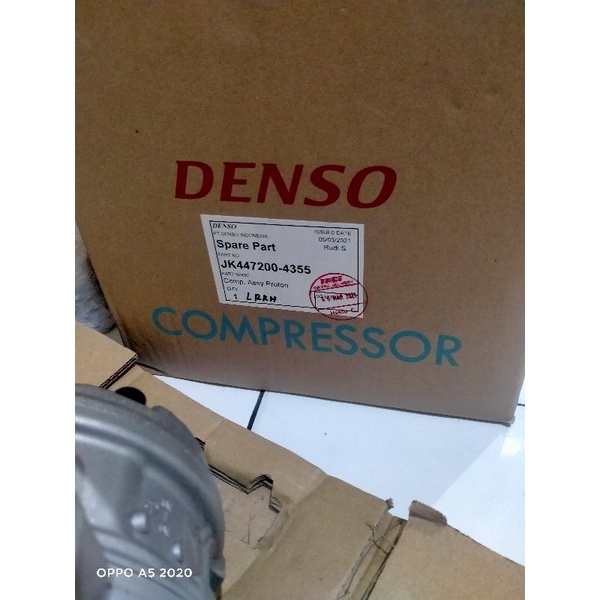 DENSO
DENSO
PT DENSO INDONESIA
ISSUED DATE
Spare Part
05/03/2021
Rudi S
PART NO
JK447200-4355
PART NAME
Comp, Assy Proton
QTY
1 LRRH
COMPRESSOR
OPPO A5 2020